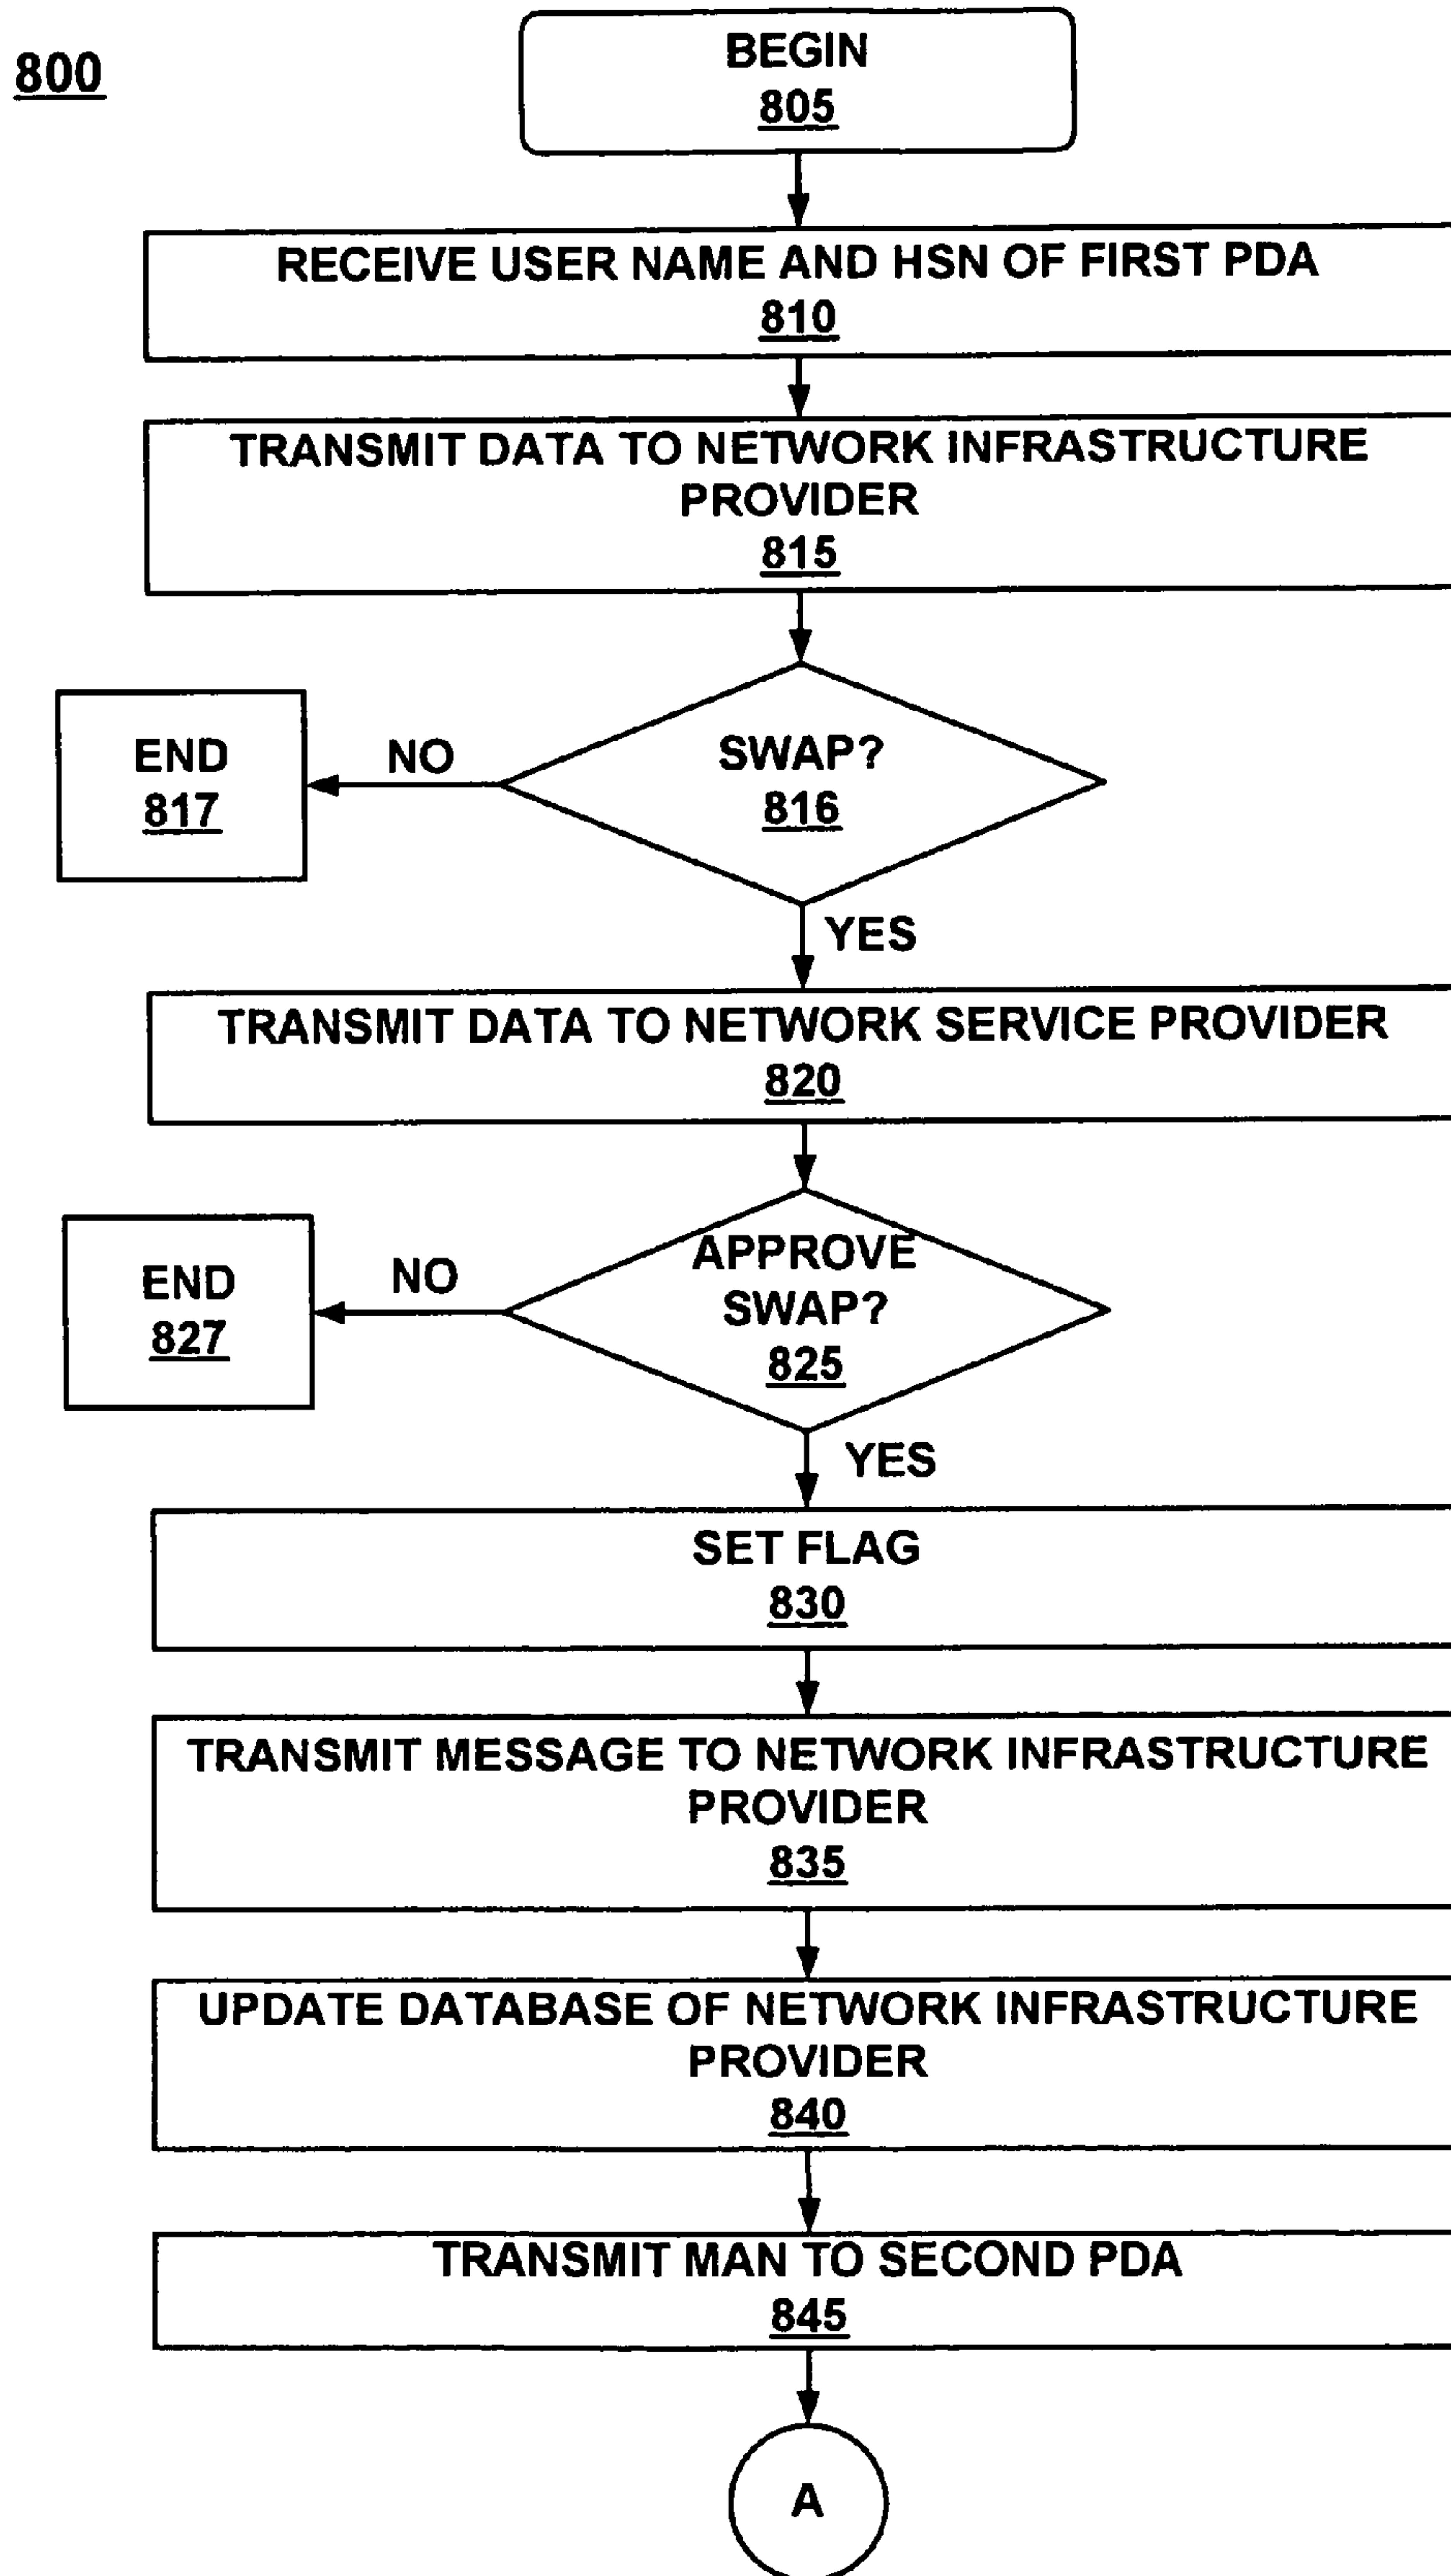 800
BEGIN
805
RECEIVE USER NAME AND HSN OF FIRST PDA
810
TRANSMIT DATA TO NETWORK INFRASTRUCTURE
PROVIDER
815
SWAP?
816
NO
END
817
YES
TRANSMIT DATA TO NETWORK SERVICE PROVIDER
820
APPROVE
SWAP?
825
NO
END
827
YES
SET FLAG
830
TRANSMIT MESSAGE TO NETWORK INFRASTRUCTURE
PROVIDER
835
UPDATE DATABASE OF NETWORK INFRASTRUCTURE
PROVIDER
840
TRANSMIT MAN TO SECOND PDA
845
A